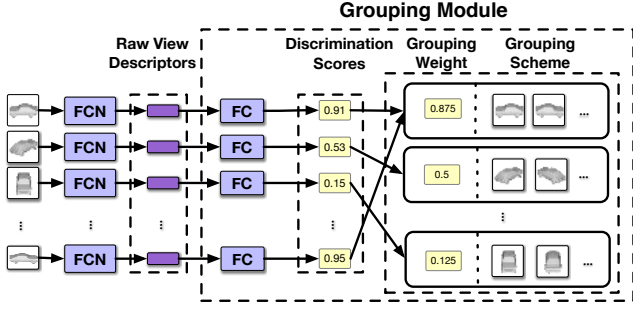 Grouping Module
Raw View
Descriptors
Discrimination
Scores
Grouping
Weight
Grouping
Scheme
FCN
FC
0.91
0.875
...
FCN
FC
0.53
0.5
...
FCN
FC
0.15
...
...
...
...
...
FCN
FC
0.95
0.125
...